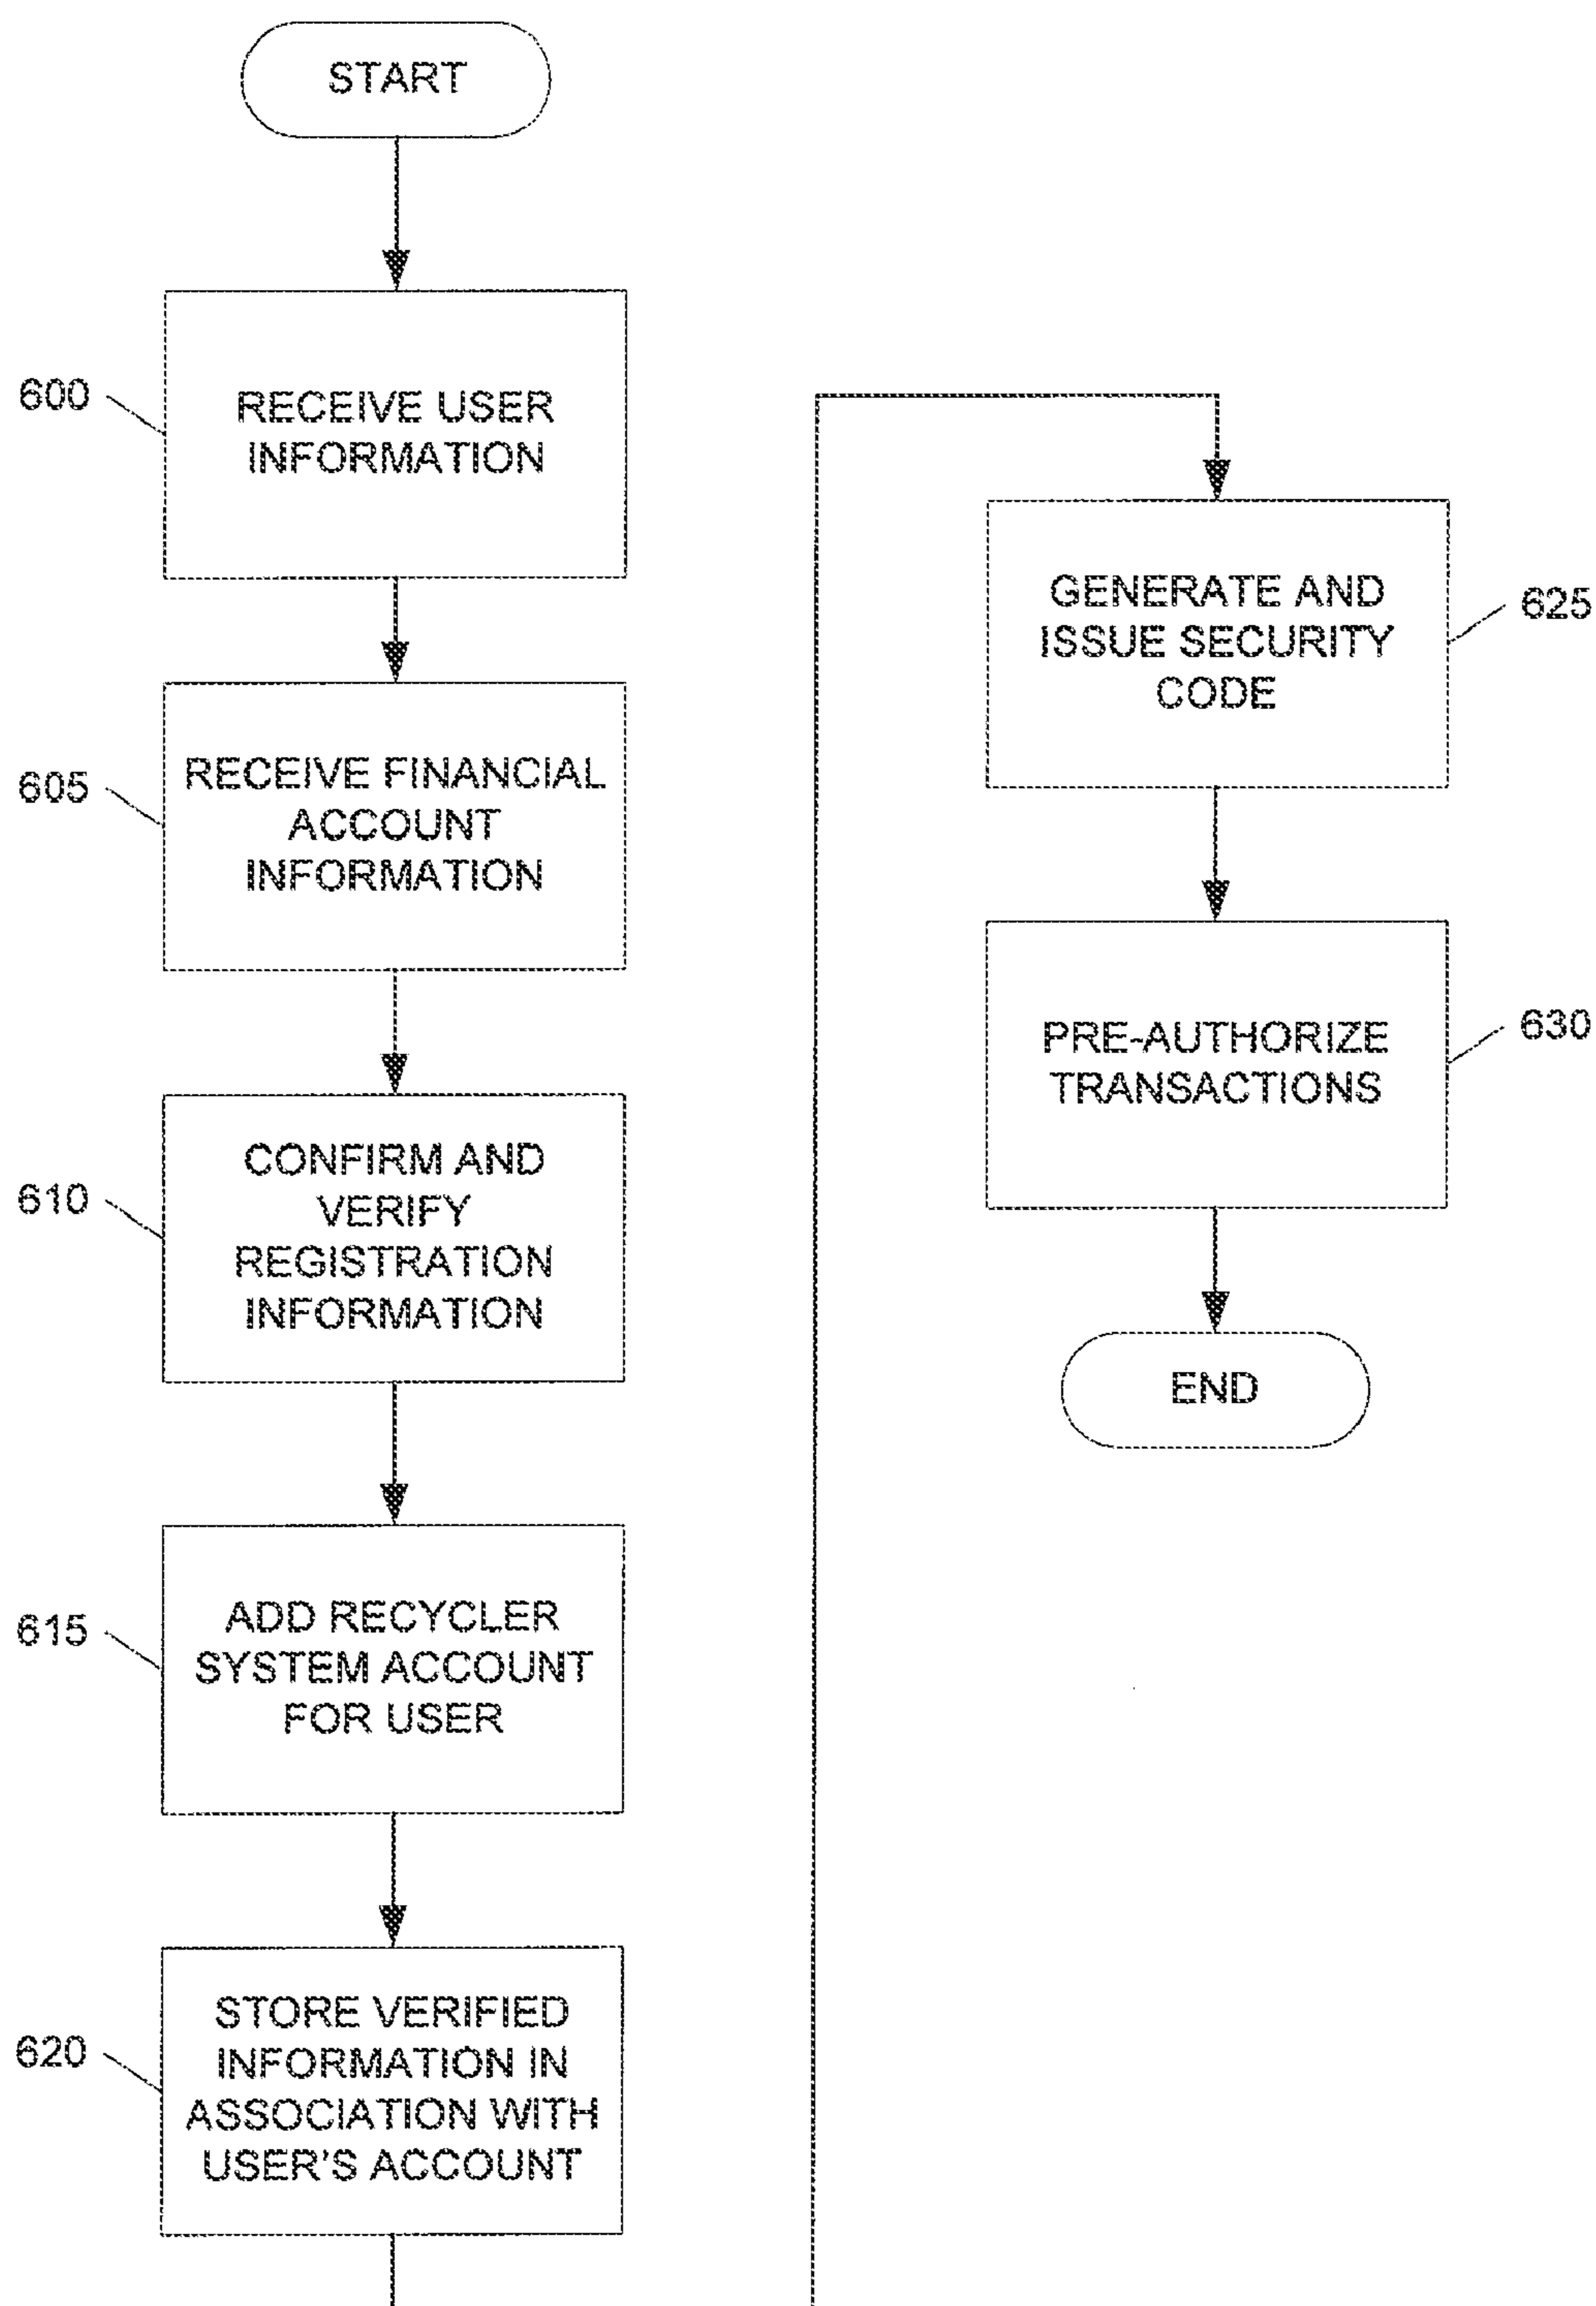 START
600
RECEIVE USER
INFORMATION
605
RECEIVE FINANCIAL
ACCOUNT
INFORMATION
610
CONFIRM AND
VERIFY
REGISTRATION
INFORMATION
615
ADD RECYCLER
SYSTEM ACCOUNT
FOR USER
620
STORE VERIFIED
INFORMATION IN
ASSOCIATION WITH
USER'S ACCOUNT
GENERATE AND
ISSUE SECURITY
CODE
625
PRE-AUTHORIZE
TRANSACTIONS
630
END